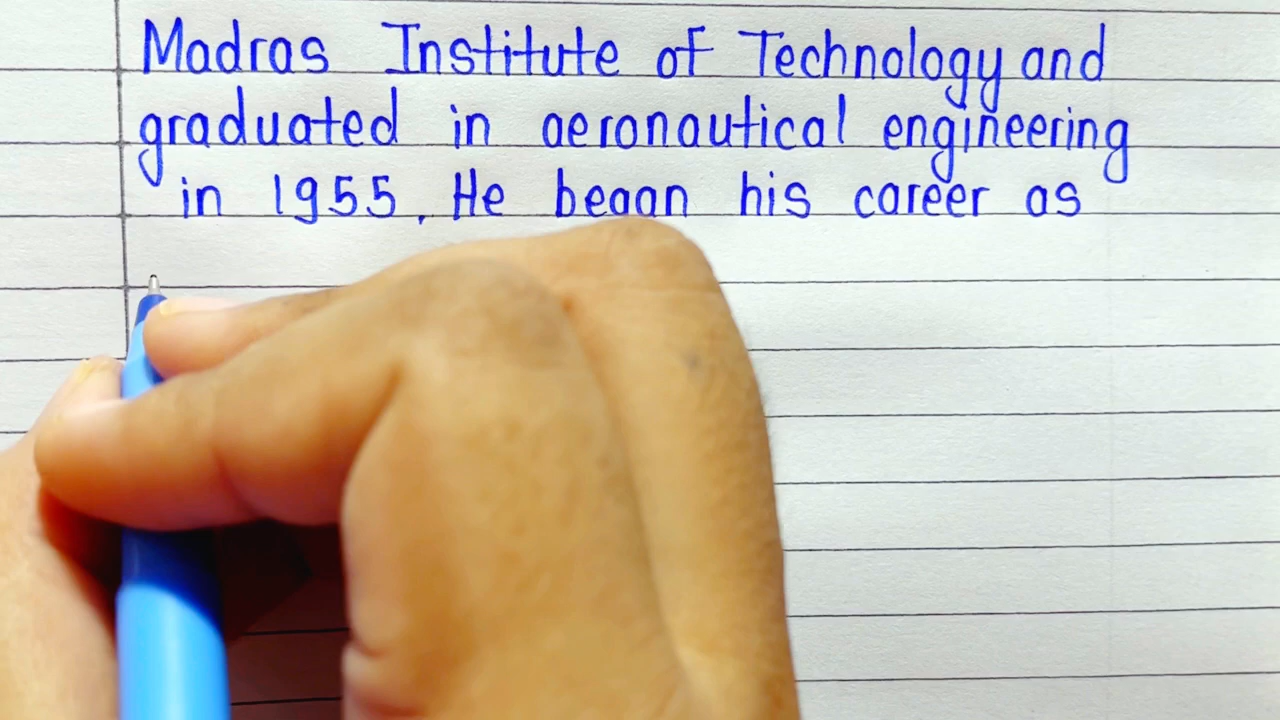 Madras Institute of Technology and
graduated in aeronautical engineering
in 1955. He began his career as